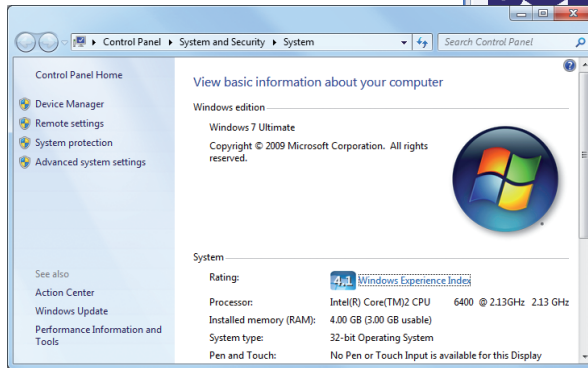 Control Panel ▸ System and Security ▸ System
Search Control Panel
Control Panel Home
Device Manager
Remote settings
System protection
Advanced system settings
See also
Action Center
Windows Update
Performance Information and
Tools
View basic information about your computer
Windows edition
Windows 7 Ultimate
Copyright © 2009 Microsoft Corporation. All rights
reserved.
System
Rating: 4,1 Windows Experience Index
Processor: Intel(R) Core(TM)2 CPU 6400 @ 2.13GHz 2.13 GHz
Installed memory (RAM): 4.00 GB (3.00 GB usable)
System type: 32-bit Operating System
Pen and Touch: No Pen or Touch Input is available for this Display